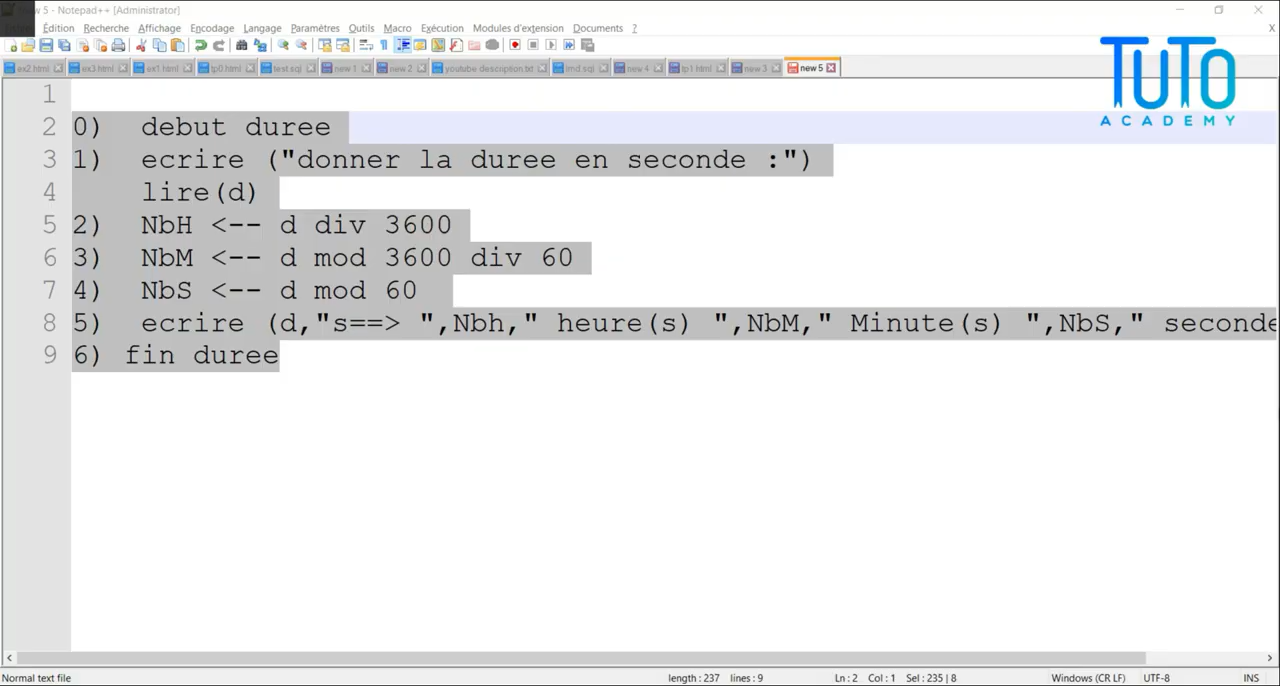 new 5 - Notepad++ [Administrator]
Édition Recherche Affichage Encodage Langage Paramètres Outils Macro Exécution Modules d'extension Documents ? X
ex2.html ex3.html ex1.html tp0.html test.sql new 1 new 2 youtube description.txt lmd.sql new 4 tp1.html new 3 new 5
TUTO
ACADEMY
1
2 0) debut duree
3 1) ecrire ("donner la duree en seconde :")
4 lire(d)
5 2) NbH <-- d div 3600
6 3) NbM <-- d mod 3600 div 60
7 4) NbS <-- d mod 60
8 5) ecrire (d,"s==> ",Nbh," heure(s) ",NbM," Minute(s) ",NbS," seconde
9 6) fin duree
Normal text file length : 237 lines : 9 Ln : 2 Col : 1 Sel : 235 | 8 Windows (CR LF) UTF-8 INS